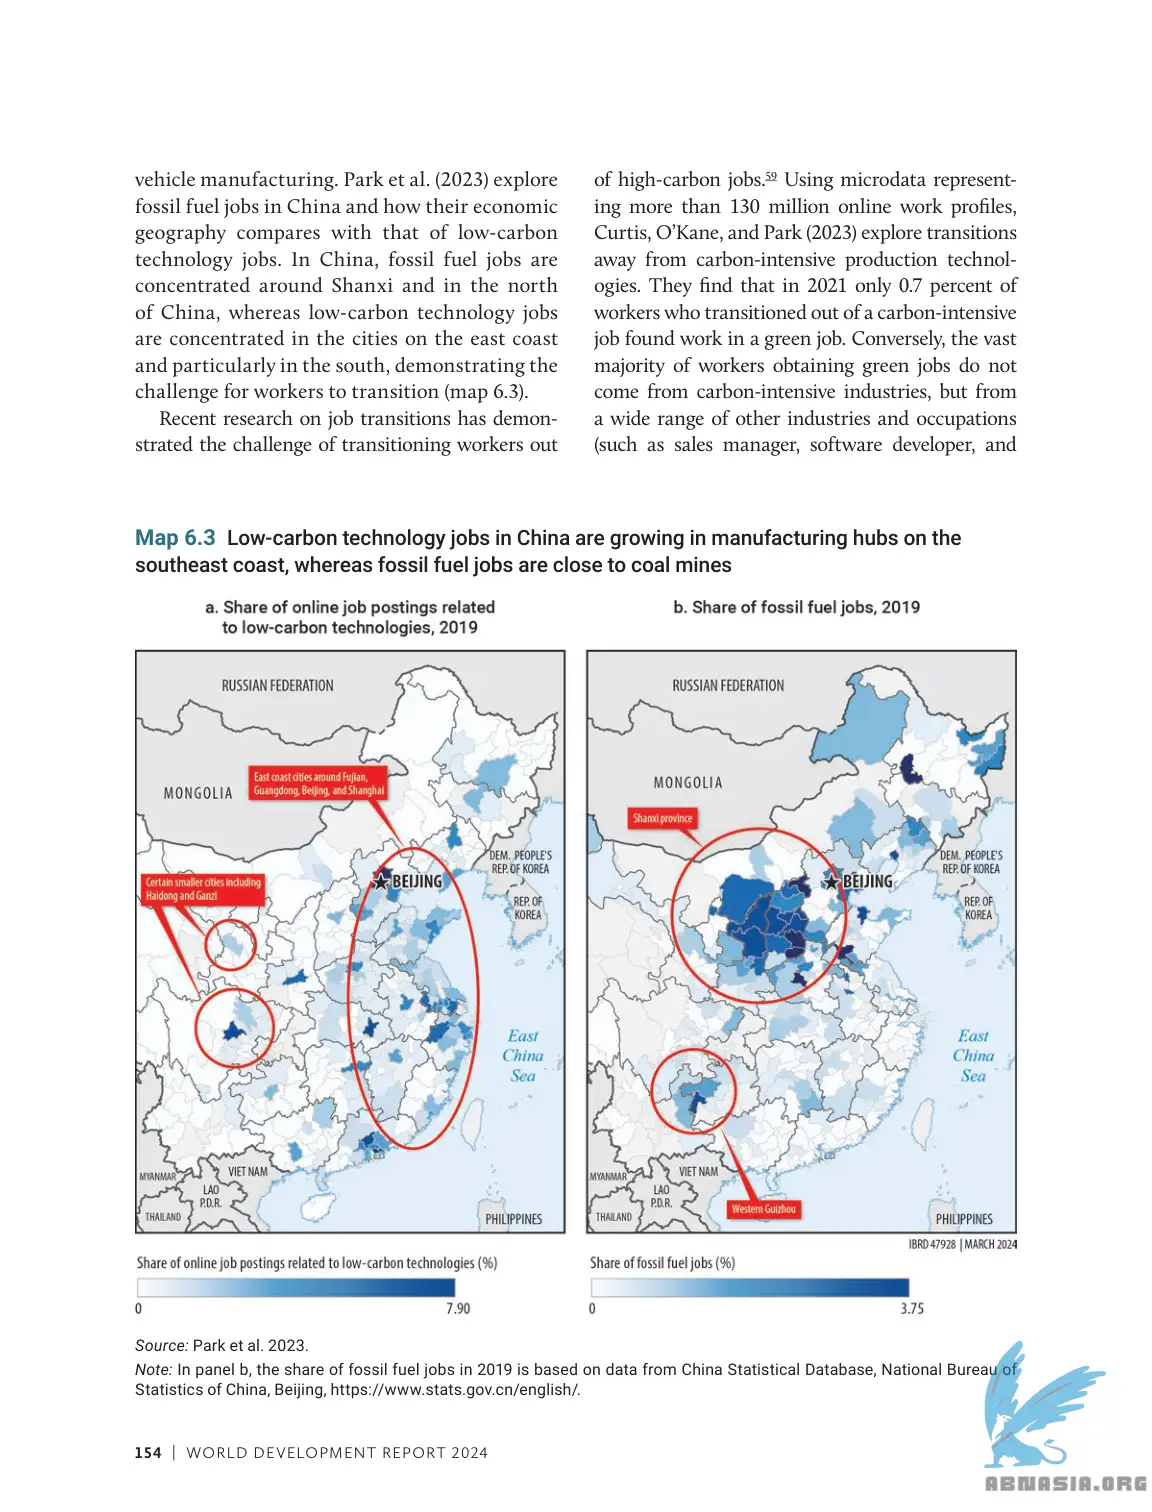 vehicle manufacturing. Park et al. (2023) explore
fossil fuel jobs in China and how their economic
geography compares with that of low-carbon
technology jobs. In China, fossil fuel jobs are
concentrated around Shanxi and in the north
of China, whereas low-carbon technology jobs
are concentrated in the cities on the east coast
and particularly in the south, demonstrating the
challenge for workers to transition (map 6.3).
Recent research on job transitions has demon-
strated the challenge of transitioning workers out
of high-carbon jobs.59 Using microdata represent-
ing more than 130 million online work profiles,
Curtis, O'Kane, and Park (2023) explore transitions
away from carbon-intensive production technol-
ogies. They find that in 2021 only 0.7 percent of
workers who transitioned out of a carbon-intensive
job found work in a green job. Conversely, the vast
majority of workers obtaining green jobs do not
come from carbon-intensive industries, but from
a wide range of other industries and occupations
(such as sales manager, software developer, and
Map 6.3 Low-carbon technology jobs in China are growing in manufacturing hubs on the
southeast coast, whereas fossil fuel jobs are close to coal mines
a. Share of online job postings related
to low-carbon technologies, 2019
RUSSIAN FEDERATION
MONGOLIA
East coast cities around Fujian,
Guangdong, Beijing, and Shanghai
DEM. PEOPLE'S
REP. OF KOREA
BEIJING
Certain smaller cities including
Haidong and Ganzi
REP. OF
KOREA
East
China
Sea
MYANMAR
VIET NAM
LAO
P.D.R.
THAILAND
PHILIPPINES
Share of online job postings related to low-carbon technologies (%)
0
7.90
b. Share of fossil fuel jobs, 2019
RUSSIAN FEDERATION
MONGOLIA
Shanxi province
DEM. PEOPLE'S
REP. OF KOREA
BEIJING
REP. OF
KOREA
East
China
Sea
MYANMAR
VIET NAM
LAO
P.D.R.
THAILAND
Western Guizhou
PHILIPPINES
IBRD 47928 | MARCH 2024
Share of fossil fuel jobs (%)
0
3.75
Source: Park et al. 2023.
Note: In panel b, the share of fossil fuel jobs in 2019 is based on data from China Statistical Database, National Bureau of
Statistics of China, Beijing, https://www.stats.gov.cn/english/.
154 | WORLD DEVELOPMENT REPORT 2024
ABNASIA.ORG